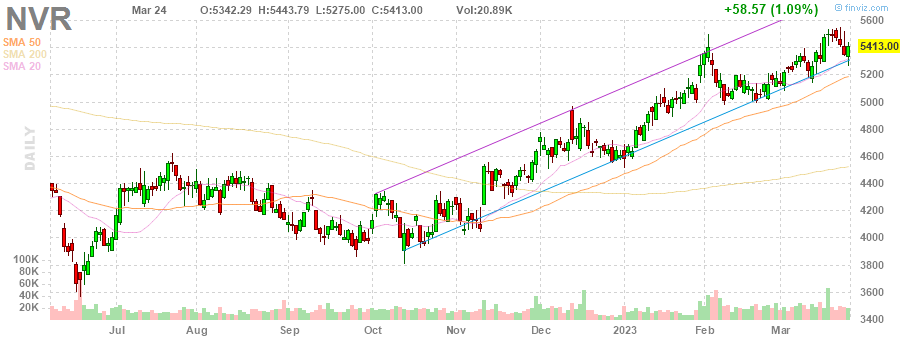 NVR Mar 24 O:5342.29 H:5443.79 L:5275.00 C:5413.00 Vol:20.89K +58.57 (1.09%) finviz.com
SMA 50
SMA 200
SMA 20
DAILY
5600
5413.00
5200
5000
4800
4600
4400
4200
4000
3800
3600
3400
100K
80K
60K
40K
20K
Jul Aug Sep Oct Nov Dec 2023 Feb Mar